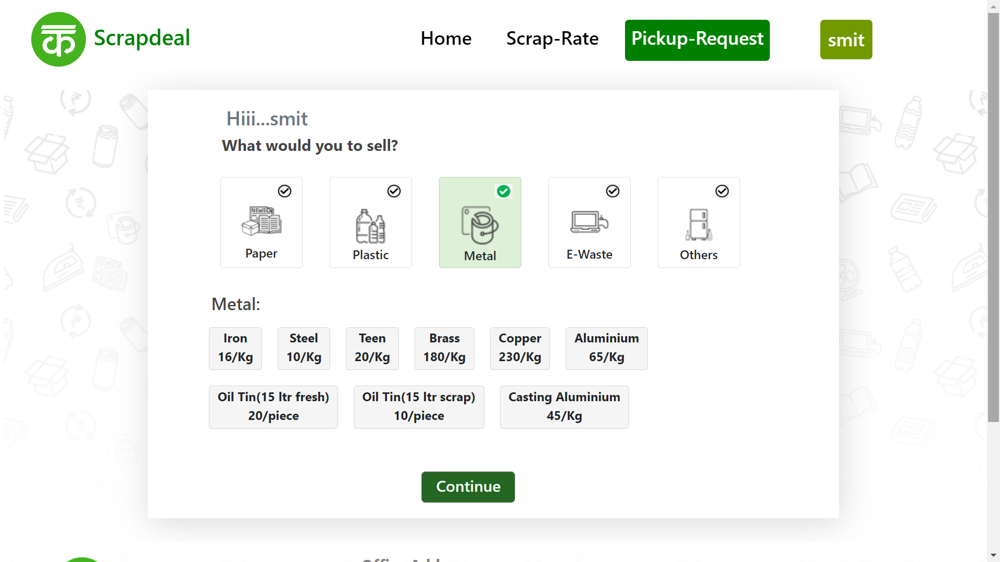 क
Scrapdeal
Home
Scrap-Rate
Pickup-Request
smit
Hiii...smit
What would you to sell?
NEWS
Paper
Plastic
Metal
E-Waste
Others
Metal:
Iron
16/Kg
Steel
10/Kg
Teen
20/Kg
Brass
180/Kg
Copper
230/Kg
Aluminium
65/Kg
Oil Tin(15 ltr fresh)
20/piece
Oil Tin(15 ltr scrap)
10/piece
Casting Aluminium
45/Kg
Continue